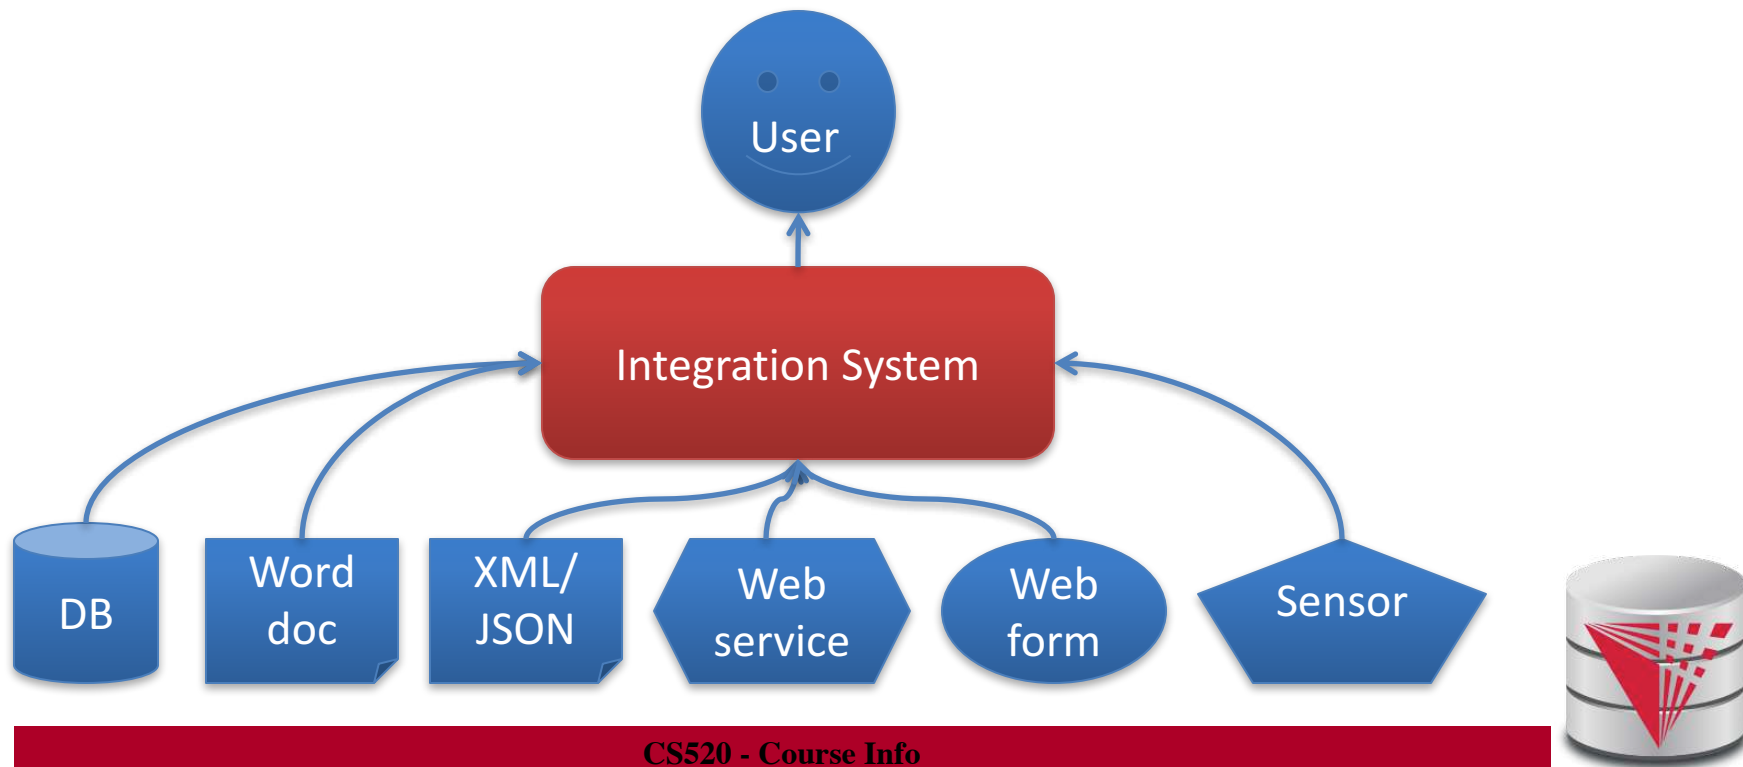 User
Integration System
DB
Word
doc
XML/
JSON
Web
service
Web
form
Sensor
CS520 - Course Info